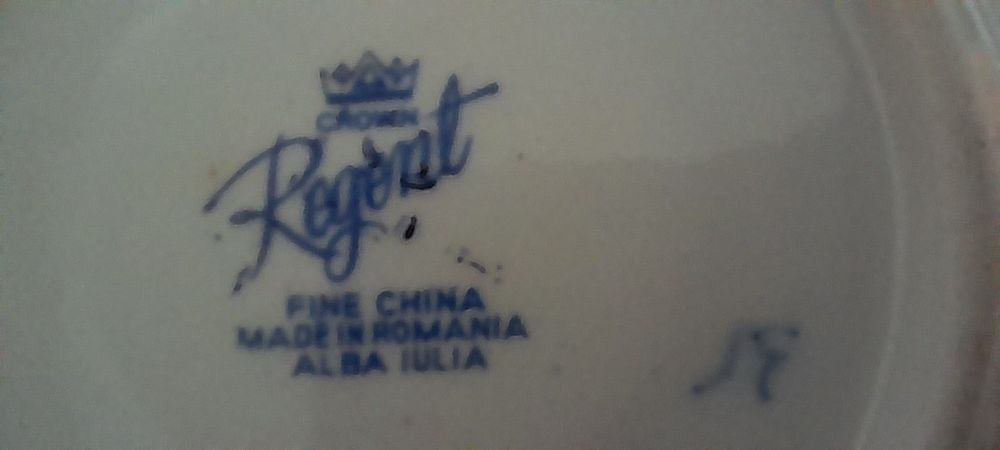 CROWN
Regent
FINE CHINA
MADE IN ROMANIA
ALBA IULIA